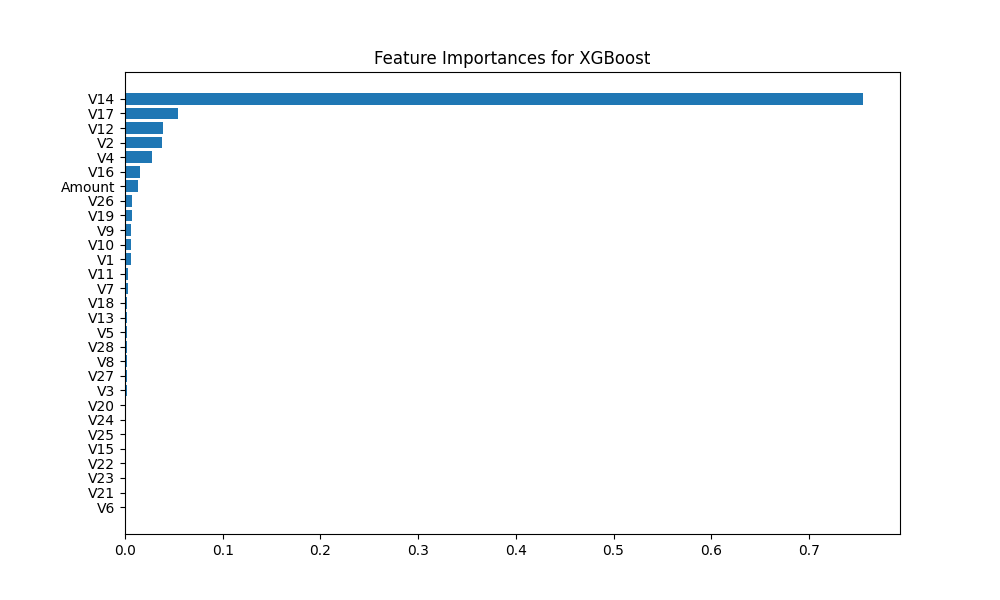 Feature Importances for XGBoost
V14
V17
V12
V2
V4
V16
Amount
V26
V19
V9
V10
V1
V11
V7
V18
V13
V5
V28
V8
V27
V3
V20
V24
V25
V15
V22
V23
V21
V6
0.0 0.1 0.2 0.3 0.4 0.5 0.6 0.7